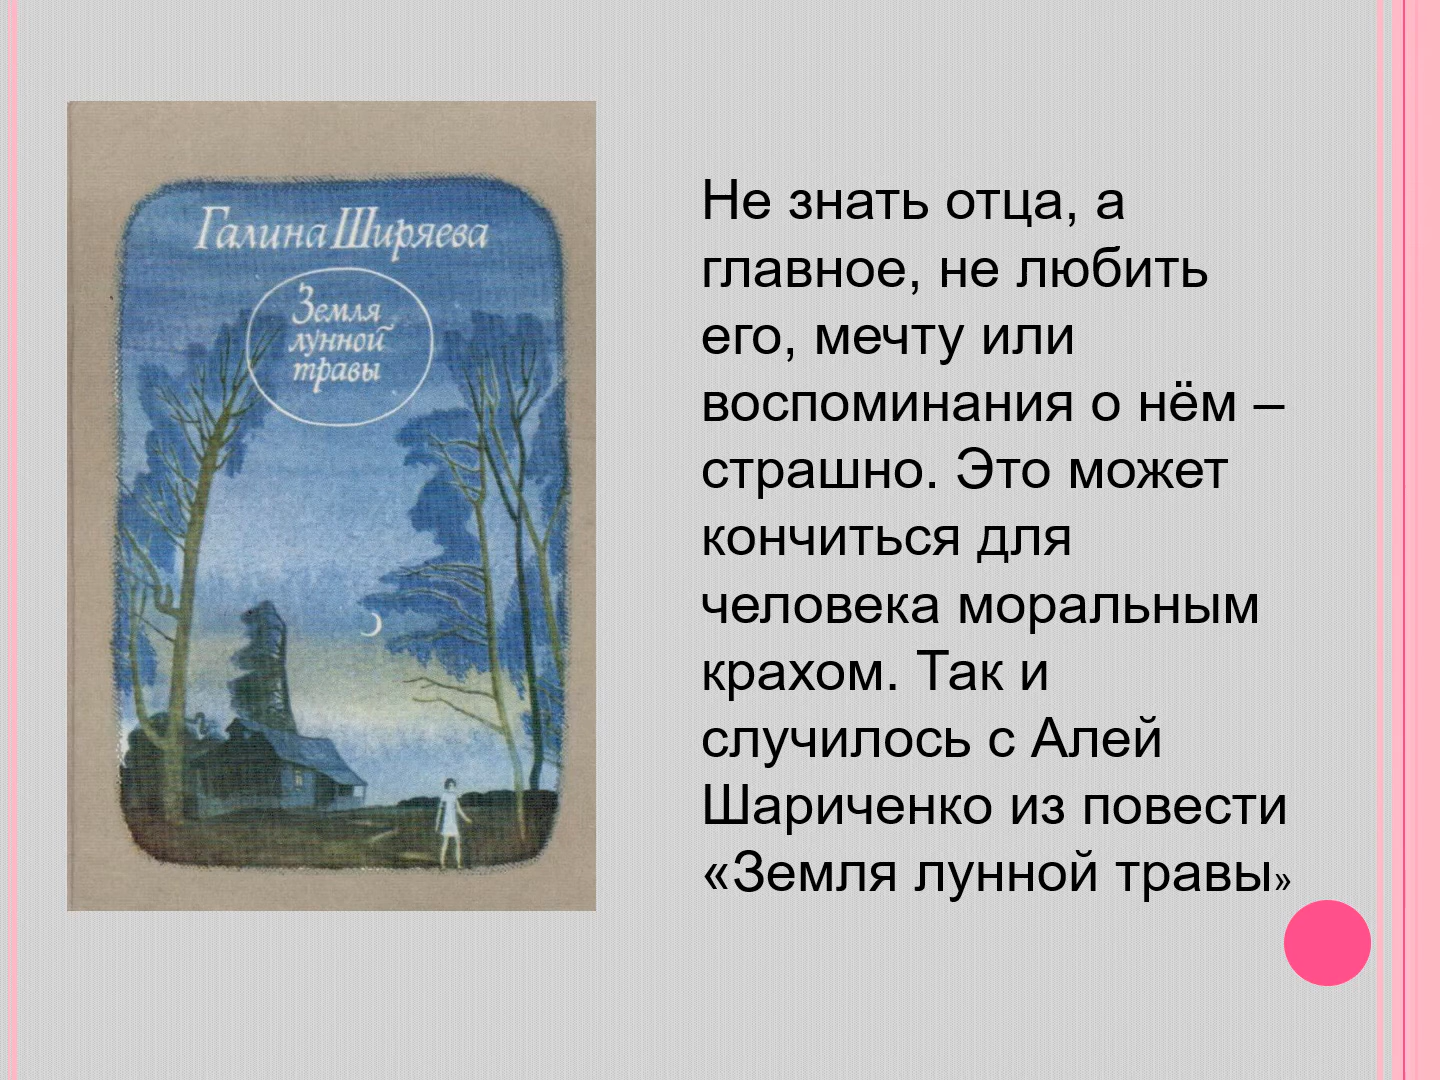 Галина Ширяева
Земля
лунной
травы
Не знать отца, а
главное, не любить
его, мечту или
воспоминания о нём –
страшно. Это может
кончиться для
человека моральным
крахом. Так и
случилось с Алей
Шариченко из повести
«Земля лунной травы»